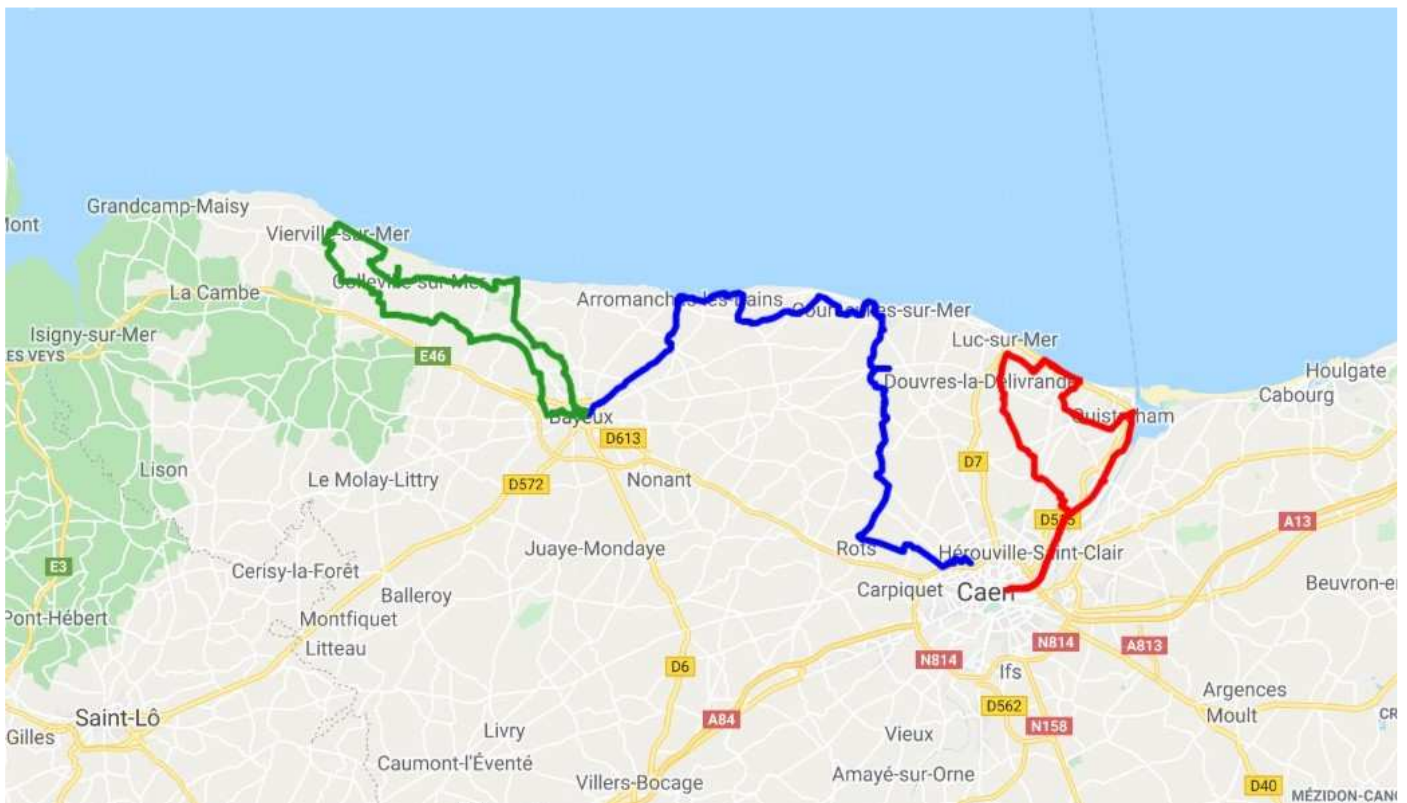 Grandcamp-Maisy
Mont
Vierville-sur-Mer
La Cambe
Colleville-sur-Mer
Arromanches-les-Bains
Courseulles-sur-Mer
Isigny-sur-Mer
LES VEYS
E46
Luc-sur-Mer
Houlgate
Douvres-la-Délivrande
Cabourg
Ouistreham
Bayeux
D613
D7
Lison
Le Molay-Littry
D572
Nonant
D515
A13
Juaye-Mondaye
Rots
Hérouville-Saint-Clair
E3
Cerisy-la-Forêt
Balleroy
Carpiquet
Caen
Beuvron-e
Pont-Hébert
Montfiquet
Litteau
N814
A813
N814
D6
Ifs
Argences
Saint-Lô
D562
Moult
CR
Gilles
Livry
A84
Vieux
N158
Caumont-l'Éventé
Villers-Bocage
Amayé-sur-Orne
D40
MÉZIDON-CANO